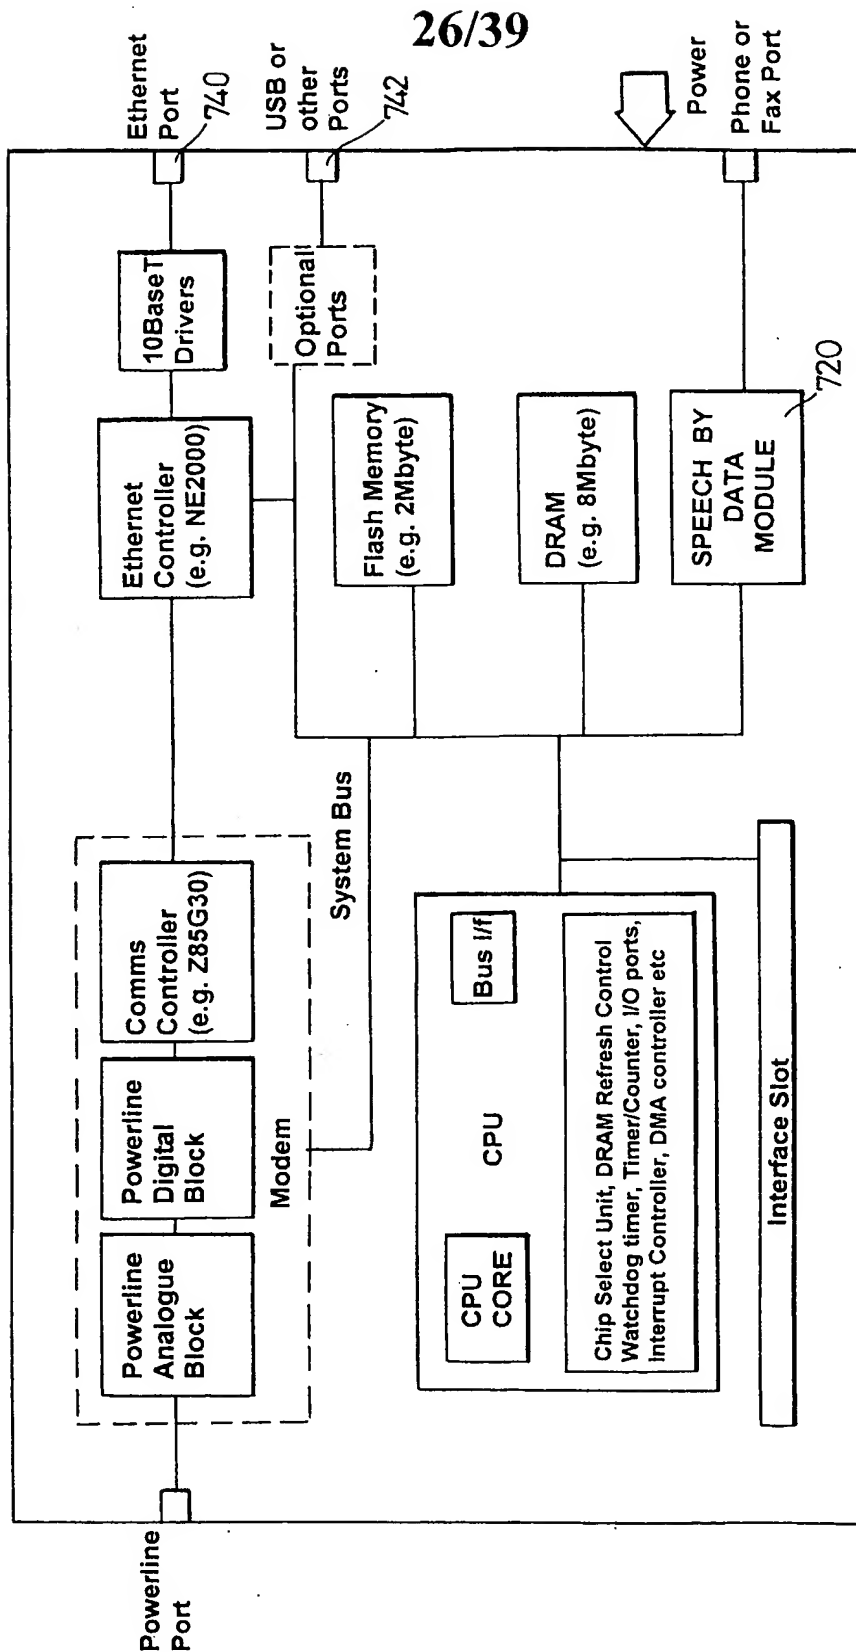 26/39
Powerline
Port
Powerline
Analogue
Block
Powerline
Digital
Block
Comms
Controller
(e.g. Z85G30)
Modem
Ethernet
Controller
(e.g. NE2000)
10BaseT
Drivers
Ethernet
Port
740
System Bus
Optional
Ports
USB or
other
Ports
742
Flash Memory
(e.g. 2Mbyte)
DRAM
(e.g. 8Mbyte)
Power
CPU
CORE
CPU
Bus I/f
Chip Select Unit, DRAM Refresh Control
Watchdog timer, Timer/Counter, I/O ports,
Interrupt Controller, DMA controller etc
SPEECH BY
DATA
MODULE
720
Phone or
Fax Port
Interface Slot